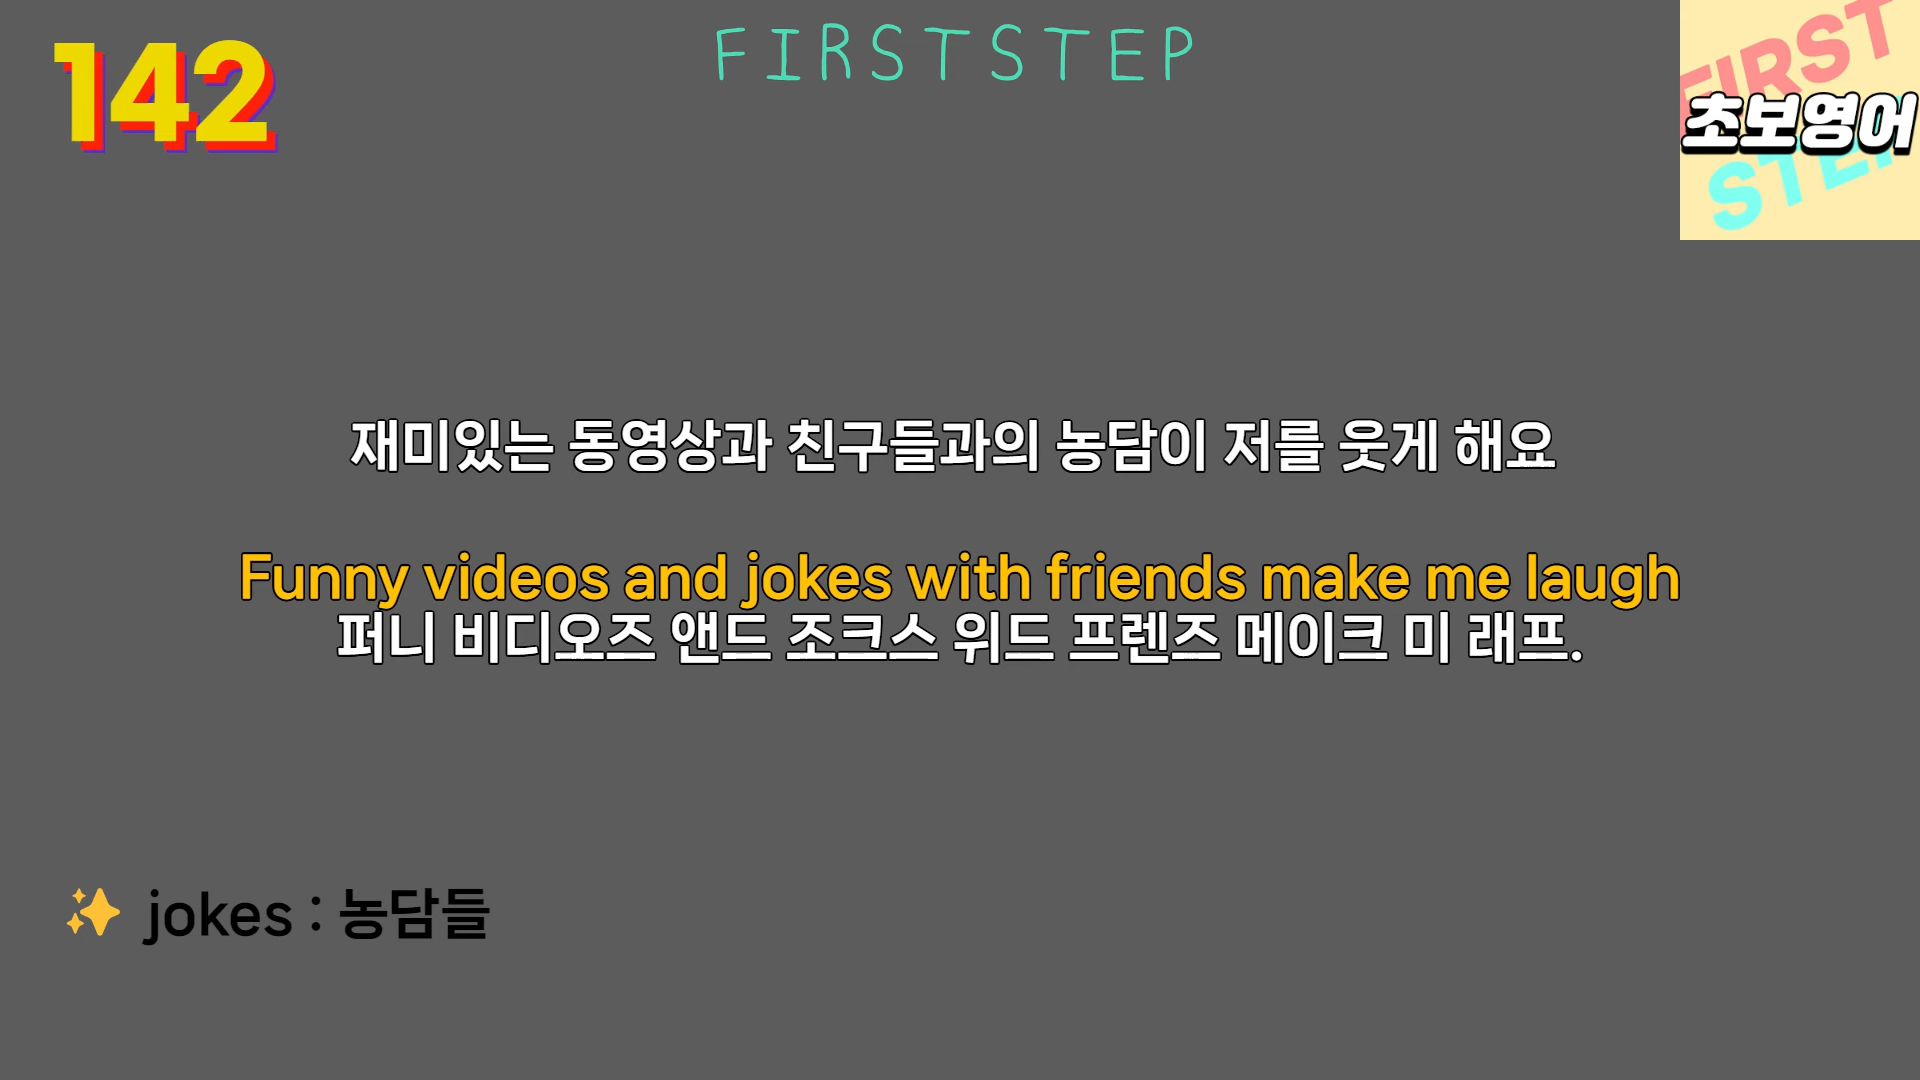 142
FIRSTSTEP
FIRST
초보영어
STEP
재미있는 동영상과 친구들과의 농담이 저를 웃게 해요
Funny videos and jokes with friends make me laugh
퍼니 비디오즈 앤드 조크스 위드 프렌즈 메이크 미 래프.
✨ jokes : 농담들